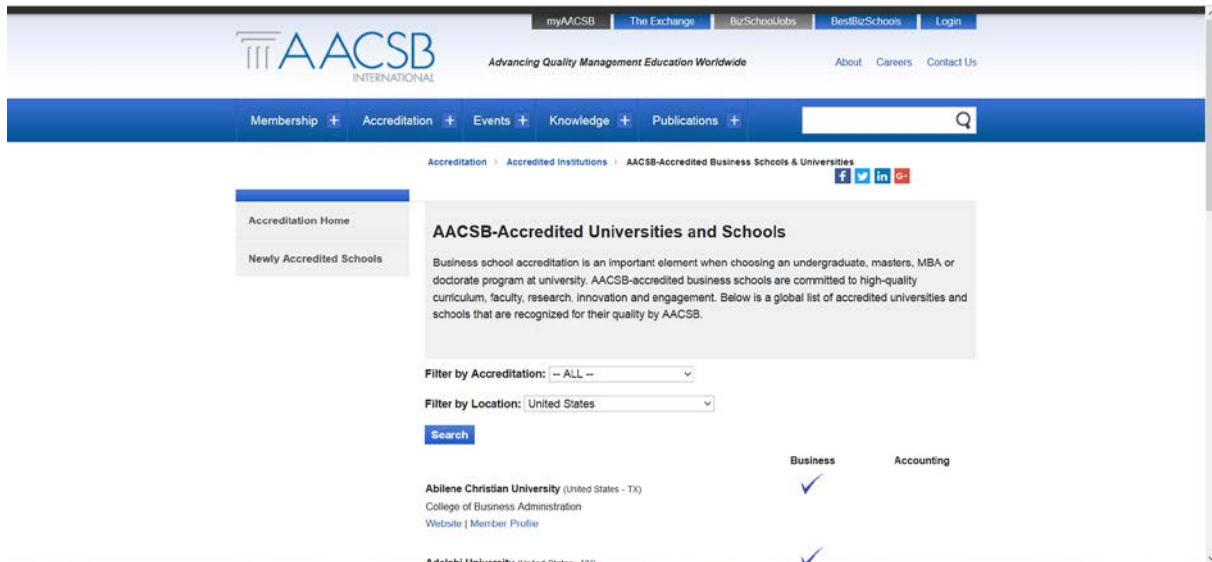 myAACSB The Exchange BizSchoolJobs BestBizSchools Login
AACSB
INTERNATIONAL
Advancing Quality Management Education Worldwide
About Careers Contact Us
Membership + Accreditation + Events + Knowledge + Publications +
Accreditation Accredited Institutions AACSB-Accredited Business Schools & Universities
f in G+
Accreditation Home
Newly Accredited Schools
AACSB-Accredited Universities and Schools
Business school accreditation is an important element when choosing an undergraduate, masters, MBA or
doctorate program at university. AACSB-accredited business schools are committed to high-quality
curriculum, faculty, research, innovation and engagement. Below is a global list of accredited universities and
schools that are recognized for their quality by AACSB.
Filter by Accreditation: -- ALL --
Filter by Location: United States
Search
Business Accounting
Abilene Christian University (United States - TX)
College of Business Administration
Website | Member Profile
Adelphi University